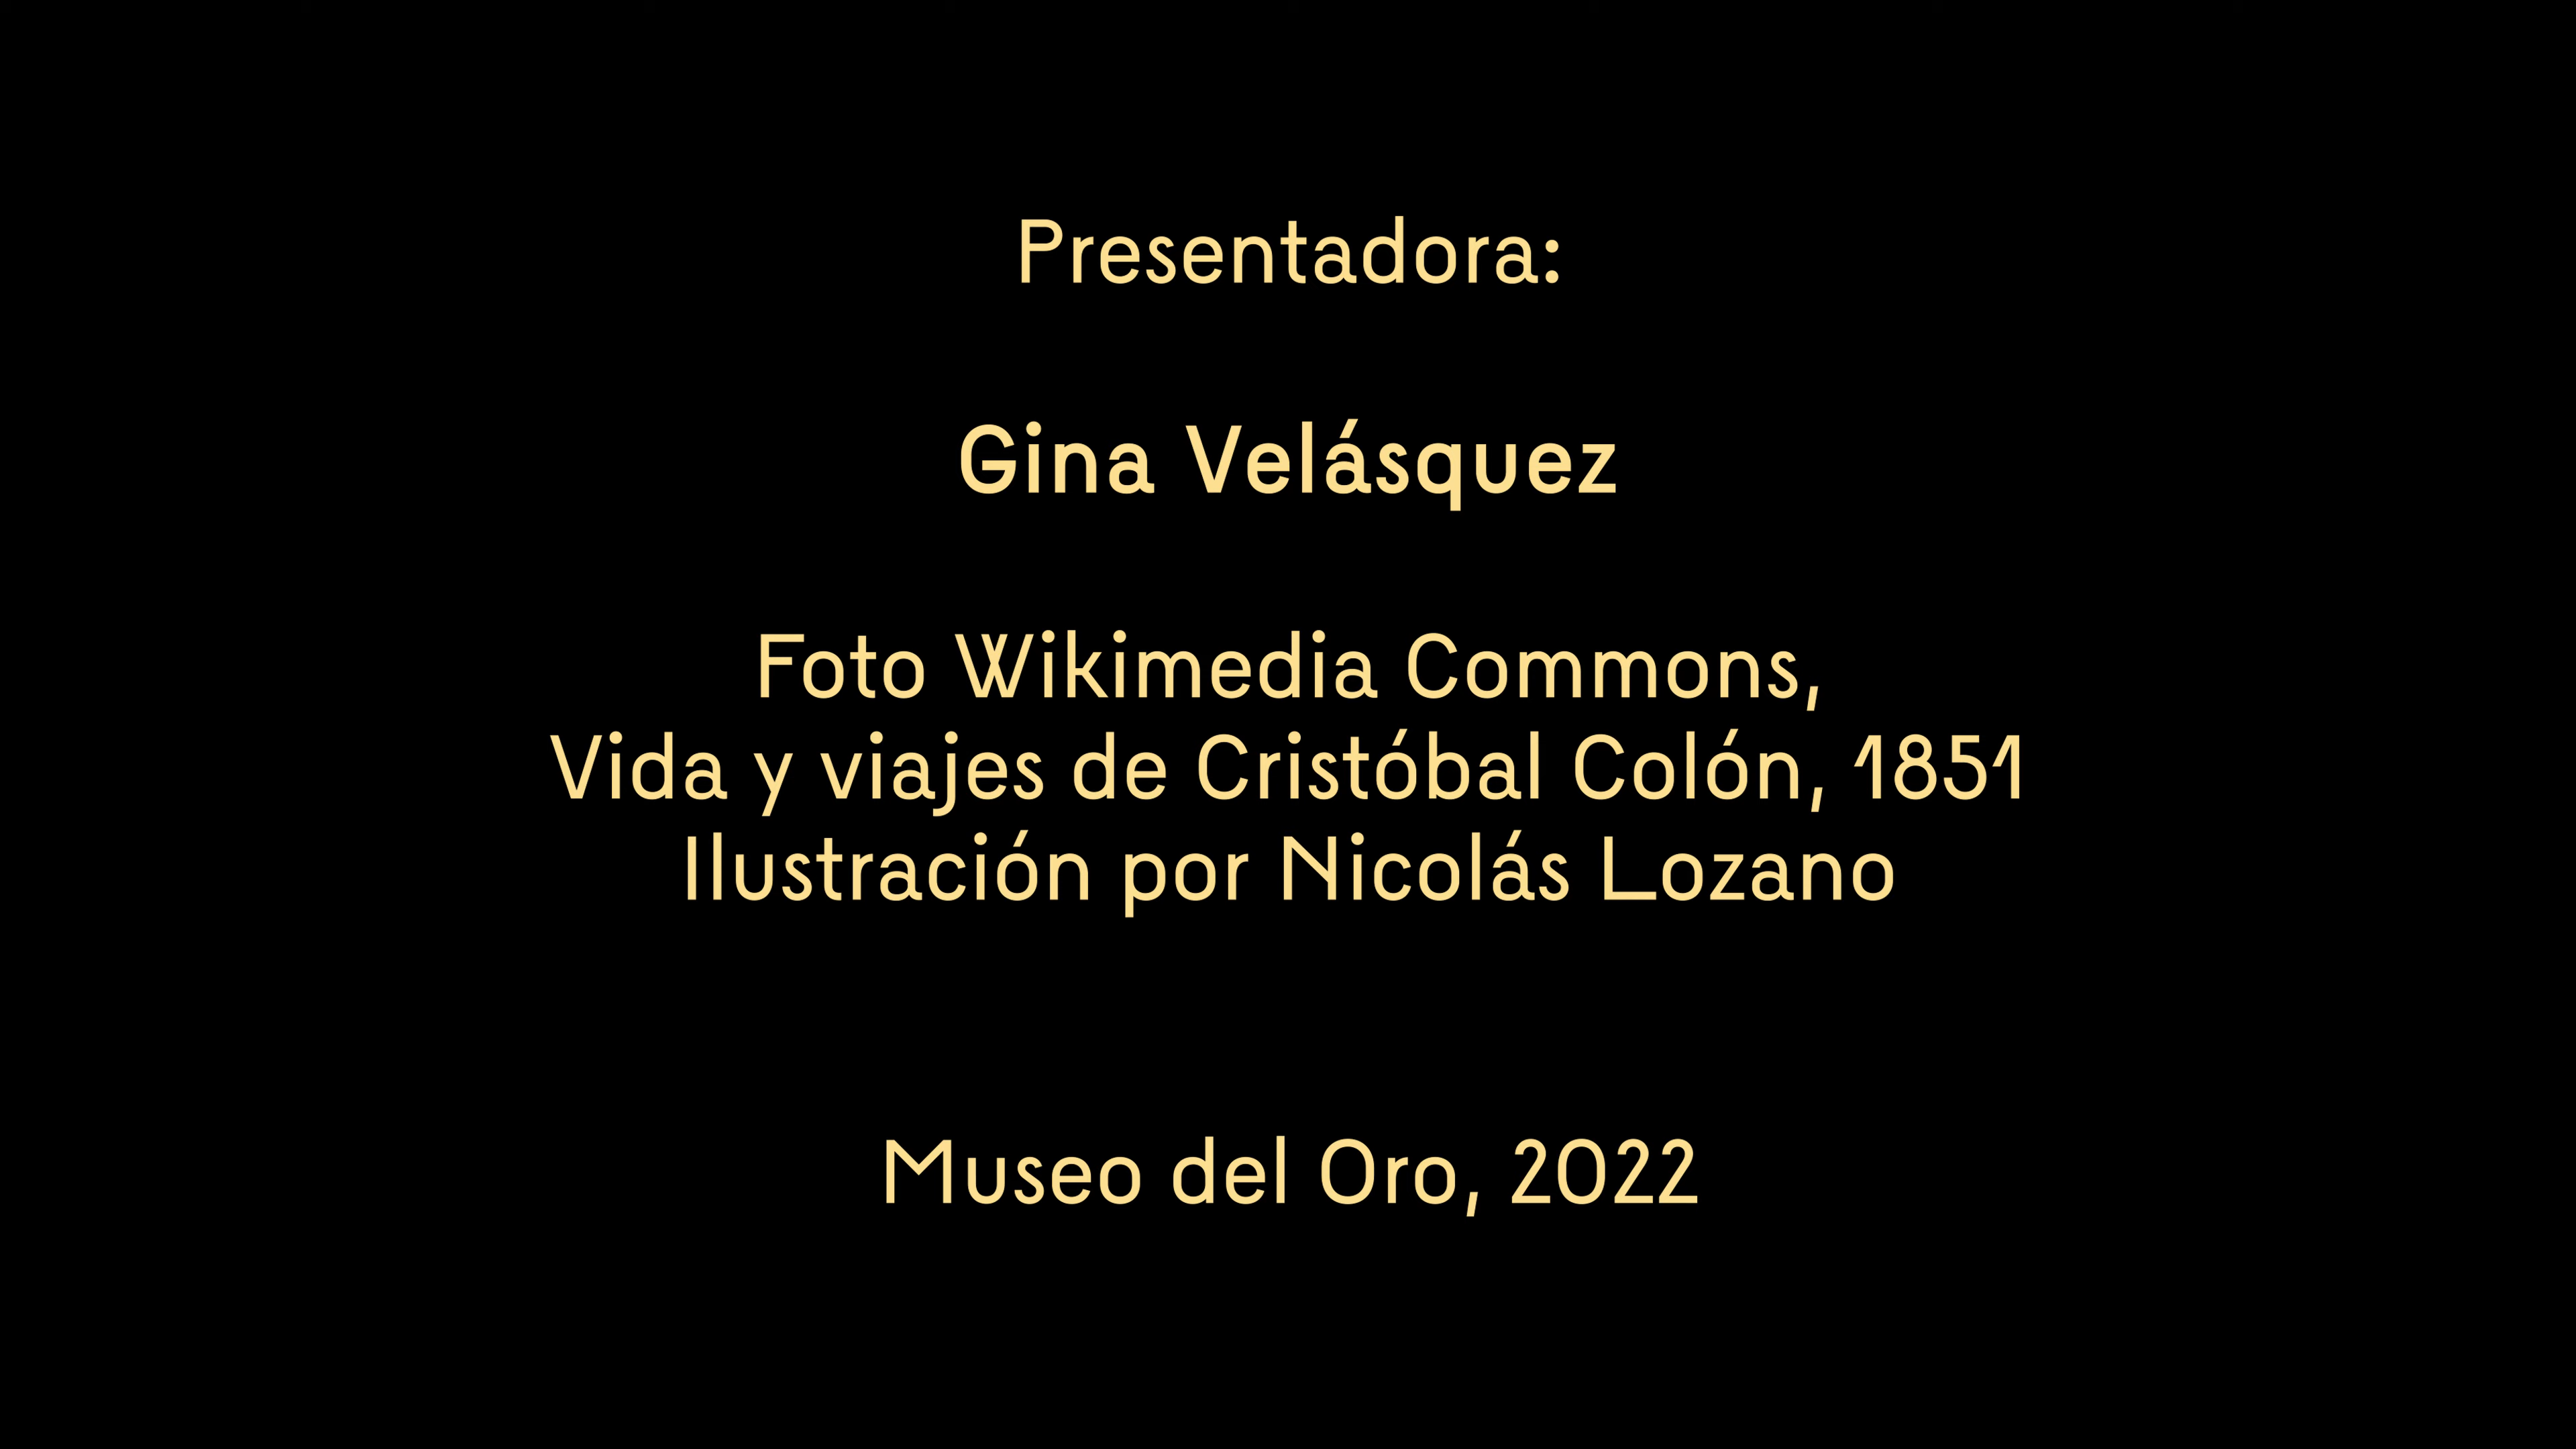 Presentadora:
Gina Velásquez
Foto Wikimedia Commons,
Vida y viajes de Cristóbal Colón, 1851
Ilustración por Nicolás Lozano
Museo del Oro, 2022